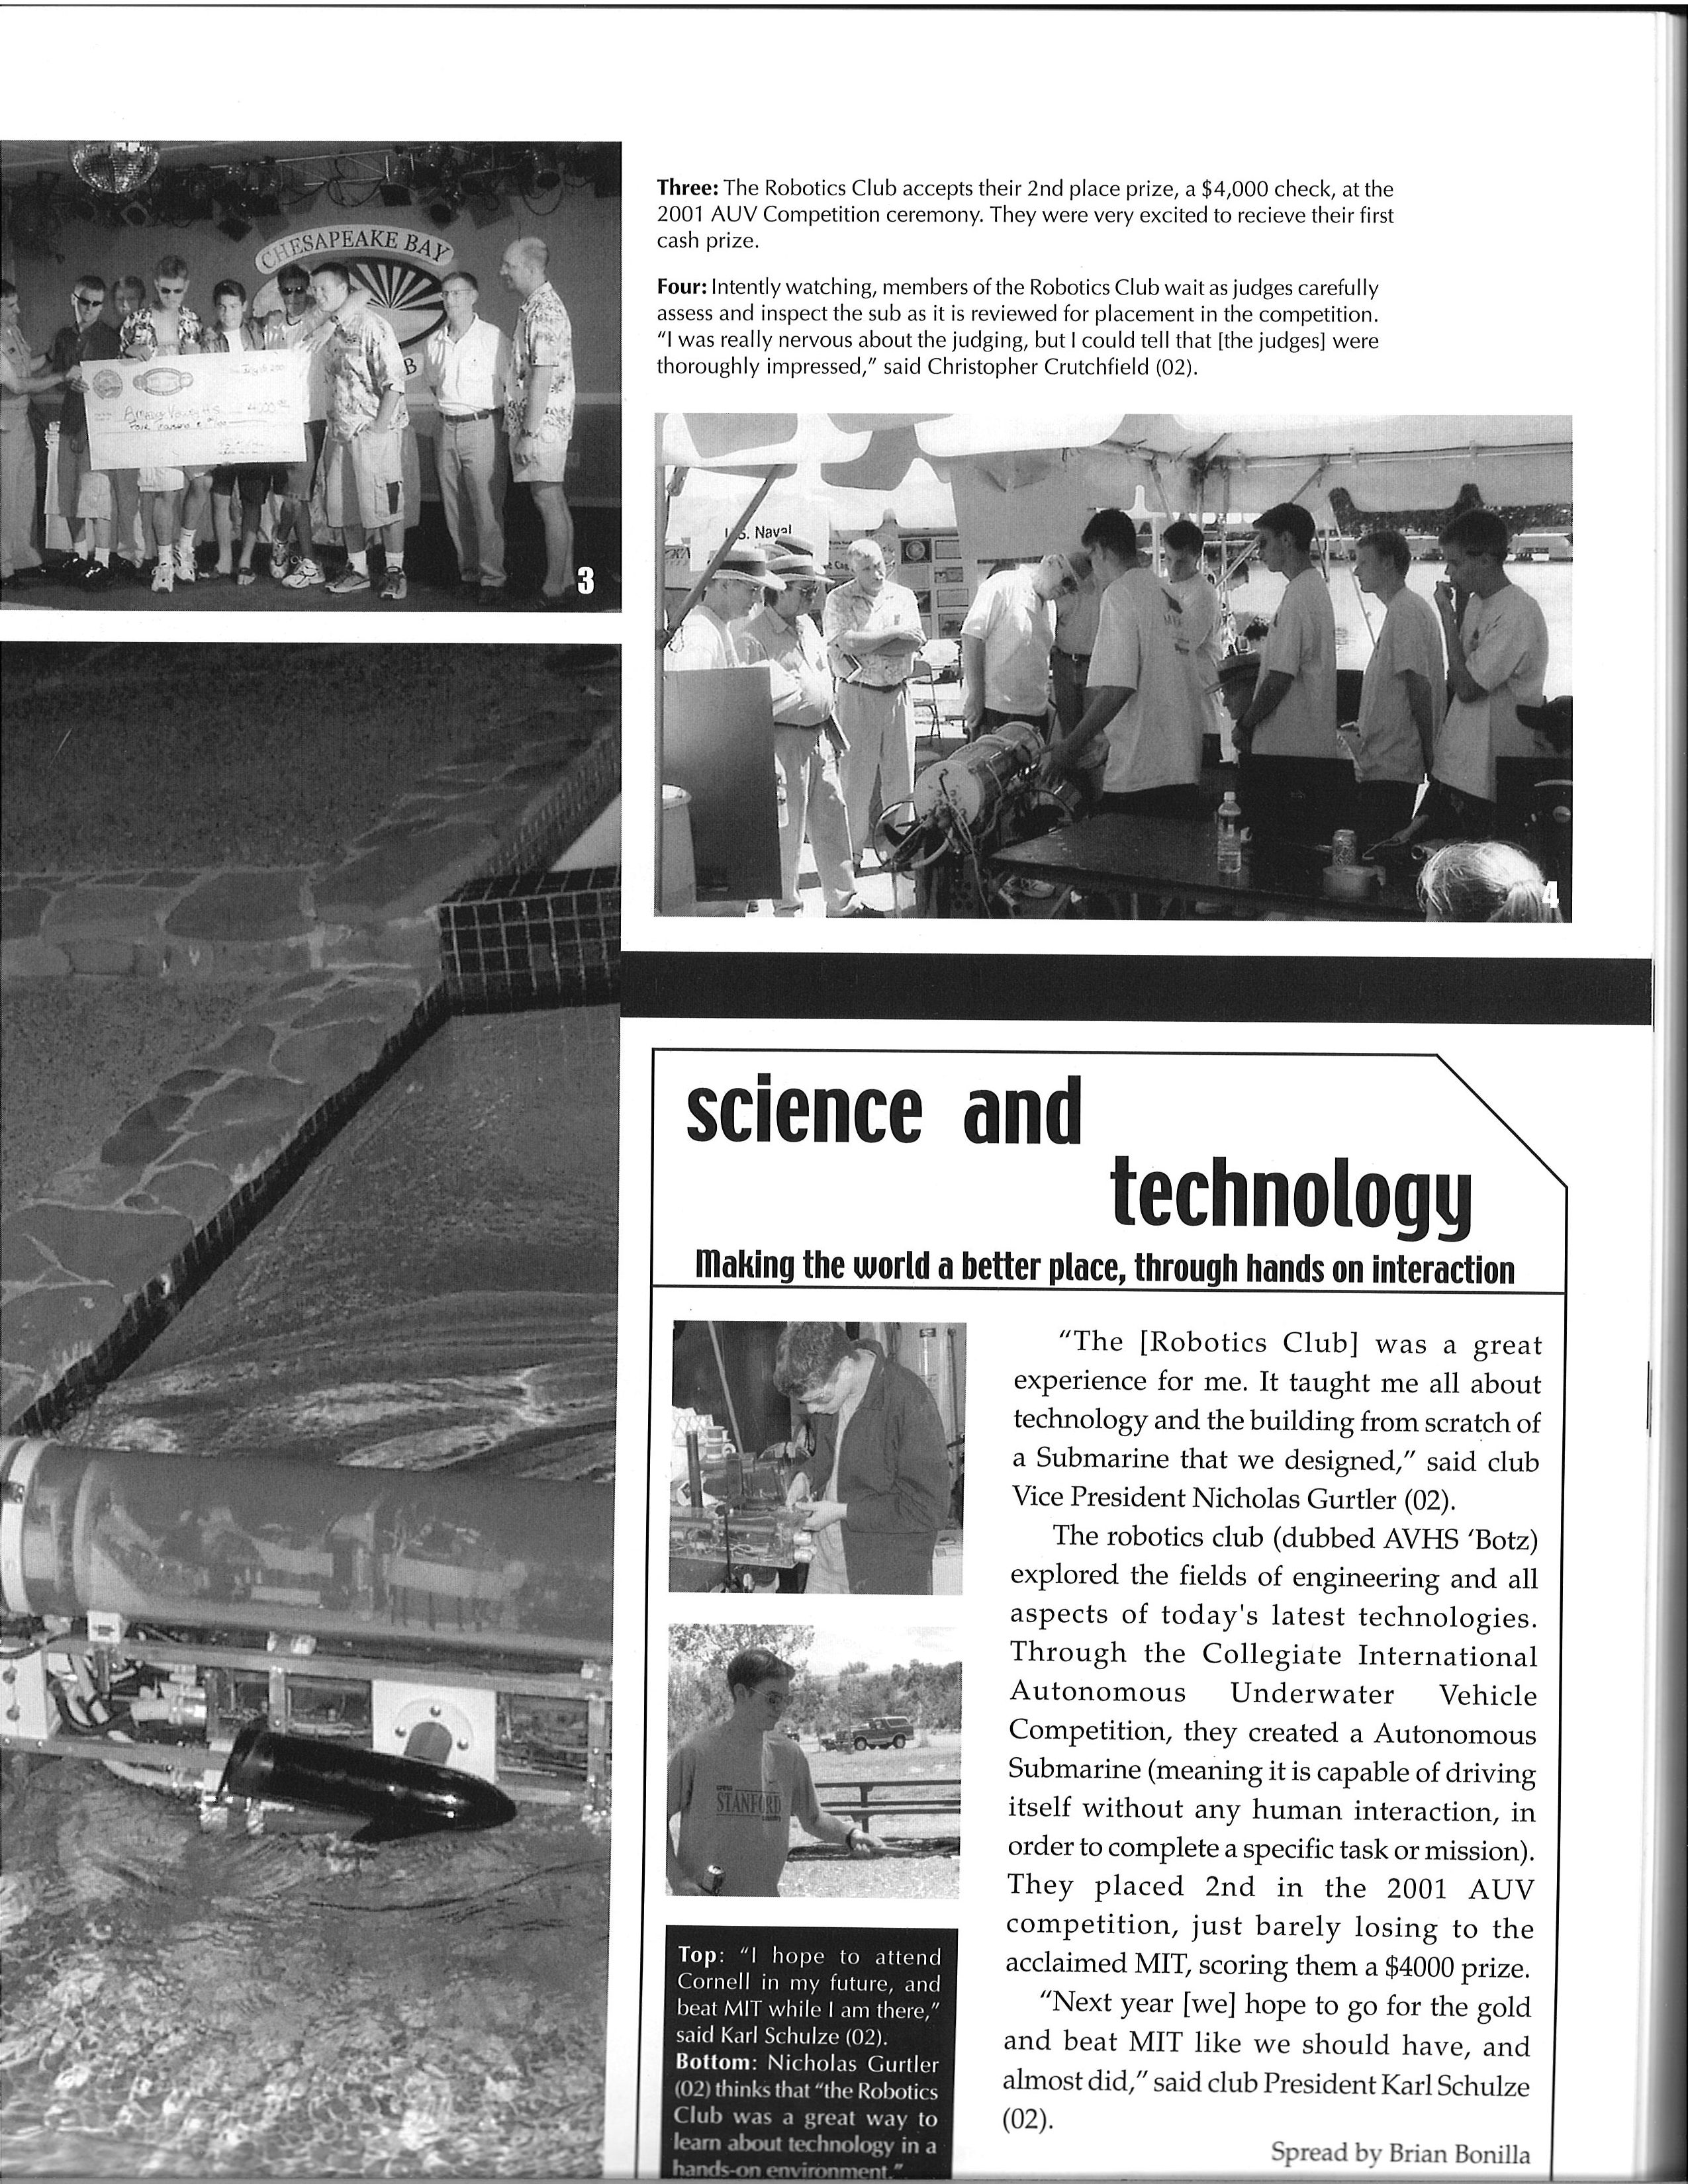 Three: The Robotics Club accepts their 2nd place prize, a $4,000 check, at the
2001 AUV Competition ceremony. They were very excited to recieve their first
cash prize.
Four: Intently watching, members of the Robotics Club wait as judges carefully
assess and inspect the sub as it is reviewed for placement in the competition.
"I was really nervous about the judging, but I could tell that [the judges] were
thoroughly impressed," said Christopher Crutchfield (02).
CHESAPEAKE BAY
3
S. Naval
4
science and
technology
Making the world a better place, through hands on interaction
STANFORD
"The [Robotics Club] was a great
experience for me. It taught me all about
technology and the building from scratch of
a Submarine that we designed," said club
Vice President Nicholas Gurtler (02).
The robotics club (dubbed AVHS 'Botz)
explored the fields of engineering and all
aspects of today's latest technologies.
Through the Collegiate International
Autonomous Underwater Vehicle
Competition, they created a Autonomous
Submarine (meaning it is capable of driving
itself without any human interaction, in
order to complete a specific task or mission).
They placed 2nd in the 2001 AUV
competition, just barely losing to the
acclaimed MIT, scoring them a $4000 prize.
"Next year [we] hope to go for the gold
and beat MIT like we should have, and
almost did," said club President Karl Schulze
(02).
Spread by Brian Bonilla
Top: "I hope to attend
Cornell in my future, and
beat MIT while I am there,"
said Karl Schulze (02).
Bottom: Nicholas Gurtler
(02) thinks that "the Robotics
Club was a great way to
learn about technology in a
hands-on environment."